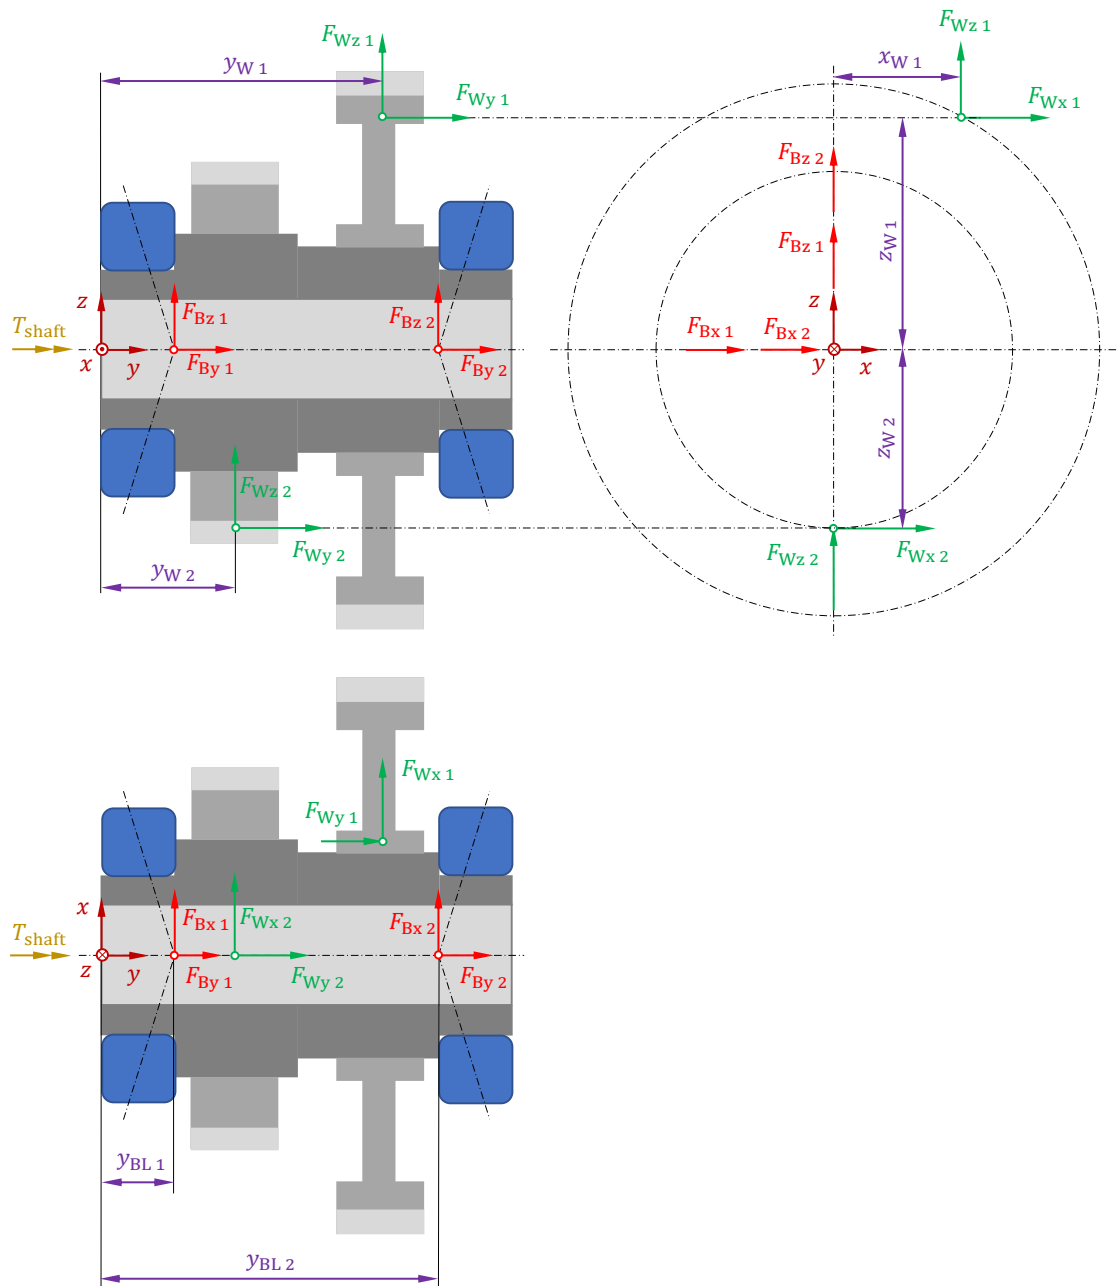 F_Wz 1
F_Wz 1
y_W 1
x_W 1
F_Wy 1
F_Wx 1
F_Bz 2
z_W 1
F_Bz 1
z
F_Bz 1
F_Bz 2
z
F_Bx 1
F_Bx 2
T_shaft
x
y
F_By 1
F_By 2
y
x
z_W 2
F_Wz 2
F_Wy 2
F_Wz 2
F_Wx 2
y_W 2
F_Wx 1
F_Wy 1
x
F_Bx 1
F_Wx 2
F_Bx 2
T_shaft
z
y
F_By 1
F_Wy 2
F_By 2
y_BL 1
y_BL 2